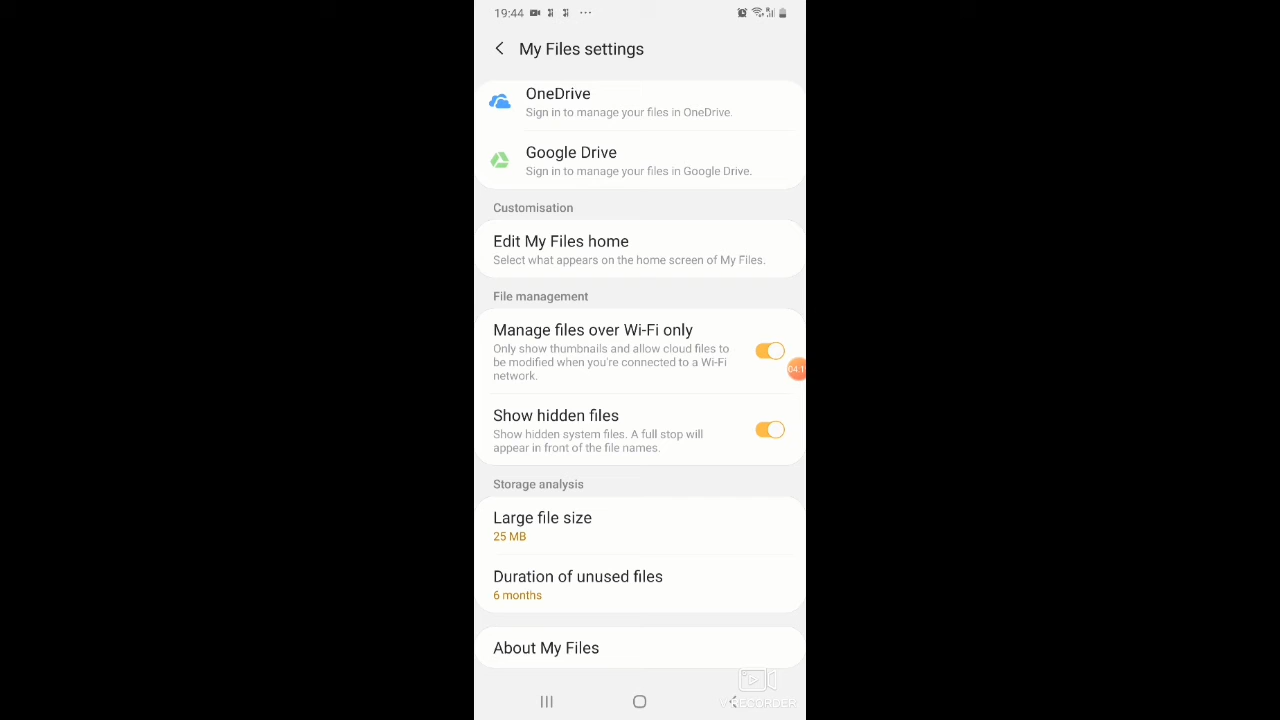 19:44
My Files settings
OneDrive
Sign in to manage your files in OneDrive.
Google Drive
Sign in to manage your files in Google Drive.
Customisation
Edit My Files home
Select what appears on the home screen of My Files.
File management
Manage files over Wi-Fi only
Only show thumbnails and allow cloud files to
be modified when you're connected to a Wi-Fi
network.
Show hidden files
Show hidden system files. A full stop will
appear in front of the file names.
Storage analysis
Large file size
25 MB
Duration of unused files
6 months
About My Files